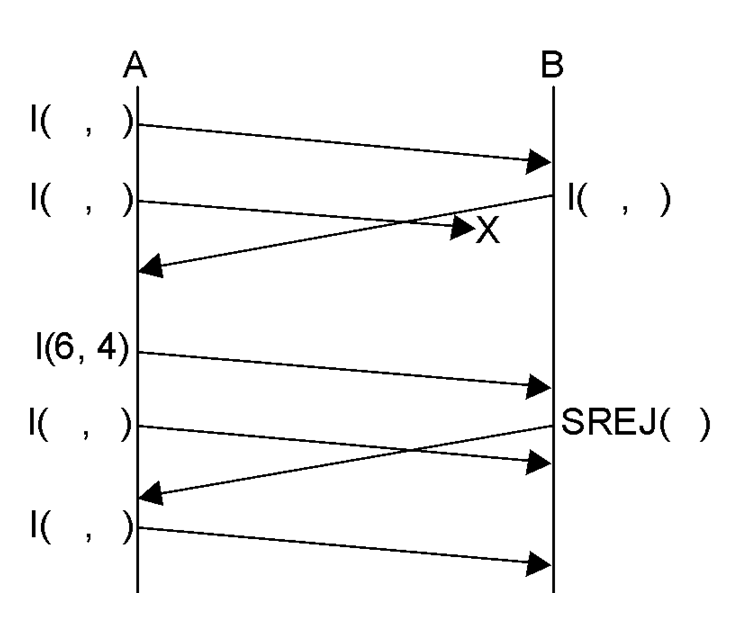 A B
I( , )
I( , ) I( , )
X
I(6, 4)
I( , ) SREJ( )
I( , )